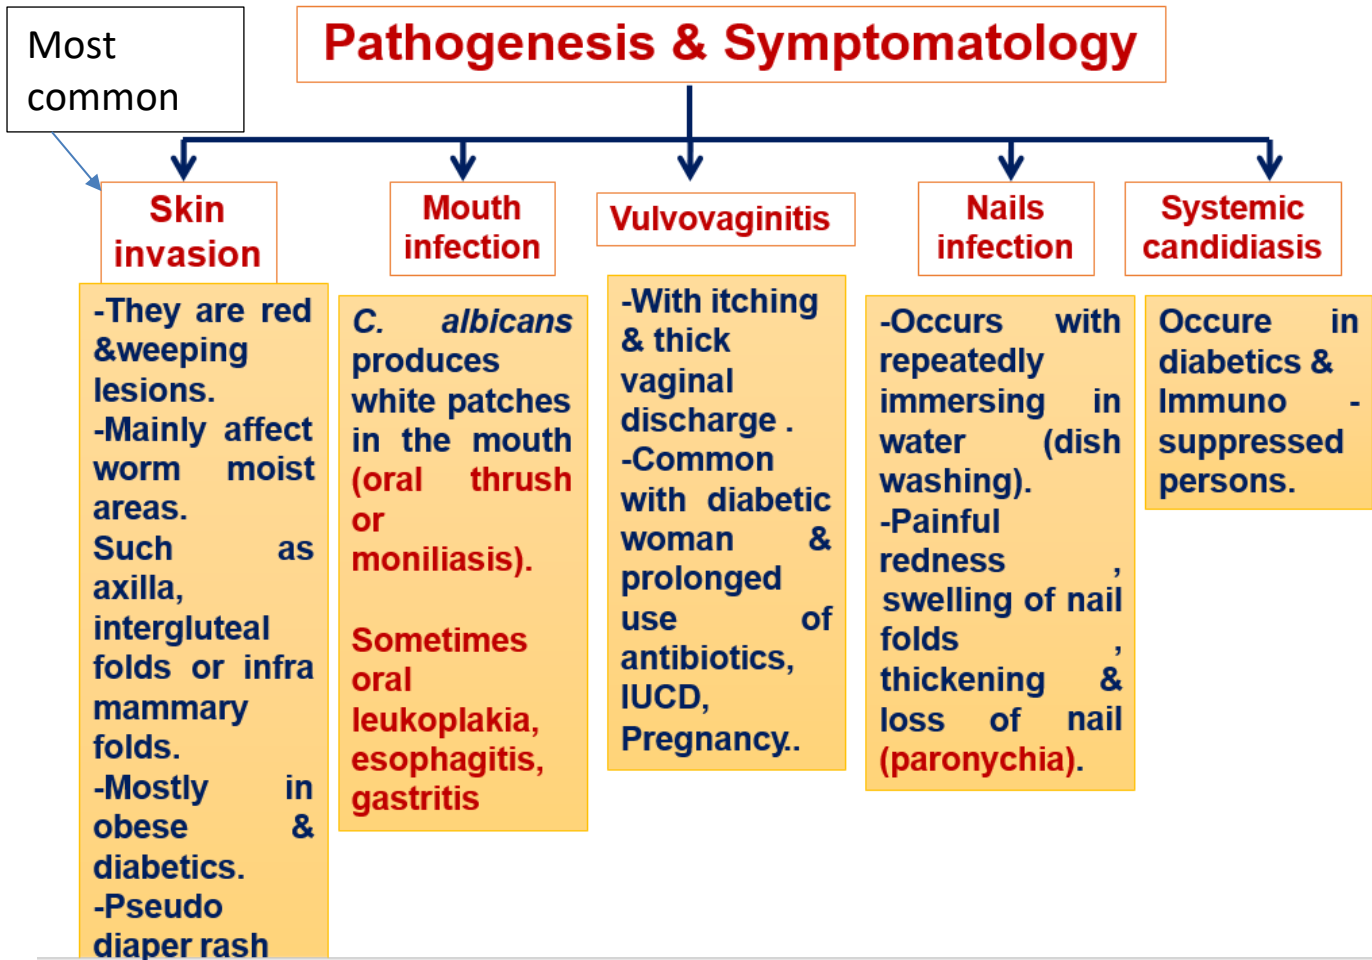 Most
common
Pathogenesis & Symptomatology
Skin
invasion
-They are red
&weeping
lesions.
-Mainly affect
worm moist
areas.
Such as
axilla,
intergluteal
folds or infra
mammary
folds.
-Mostly in
obese &
diabetics.
-Pseudo
diaper rash
Mouth
infection
C. albicans
produces
white patches
in the mouth
(oral thrush
or
moniliasis).
Sometimes
oral
leukoplakia,
esophagitis,
gastritis
Vulvovaginitis
-With itching
& thick
vaginal
discharge .
-Common
with diabetic
woman &
prolonged
use of
antibiotics,
IUCD,
Pregnancy..
Nails
infection
-Occurs with
repeatedly
immersing in
water (dish
washing).
-Painful
redness ,
swelling of nail
folds ,
thickening &
loss of nail
(paronychia).
Systemic
candidiasis
Occure in
diabetics &
Immuno -
suppressed
persons.